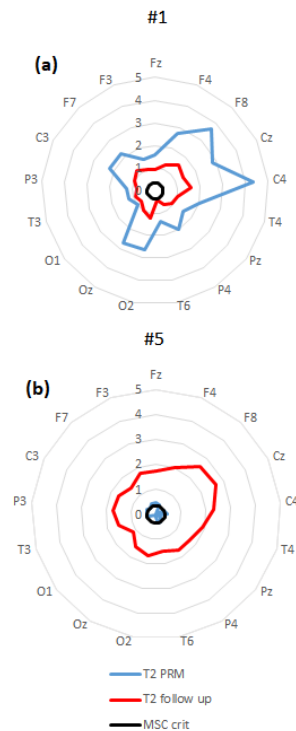 #1
(a)
Fz
F3 5 F4
F7 4 F8
3
C3 2 Cz
1
P3 0 C4
T3 T4
O1 Pz
Oz P4
O2 T6
#5
(b)
Fz
F3 5 F4
F7 4 F8
3
C3 2 Cz
1
P3 0 C4
T3 T4
O1 Pz
Oz P4
O2 T6
T2 PRM
T2 follow up
MSC crit